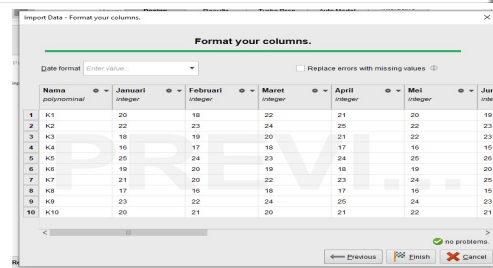 Import Data - Format your columns.
Format your columns.
Date format Enter value... Replace errors with missing values
Nama Januari Februari Maret April Mei Jun
polynominal integer integer integer integer integer
1 K1 20 18 22 21 20 19
2 K2 22 23 24 25 22 23
3 K3 18 19 20 21 22 23
4 K4 16 17 18 17 16 15
5 K5 25 24 23 24 25 26
6 K6 19 20 19 18 19 20
7 K7 21 20 22 24 23 25
8 K8 17 16 18 17 16 15
9 K9 23 22 24 25 24 23
10 K10 20 21 20 21 22 21
PREVI...
no problems.
Previous Finish Cancel